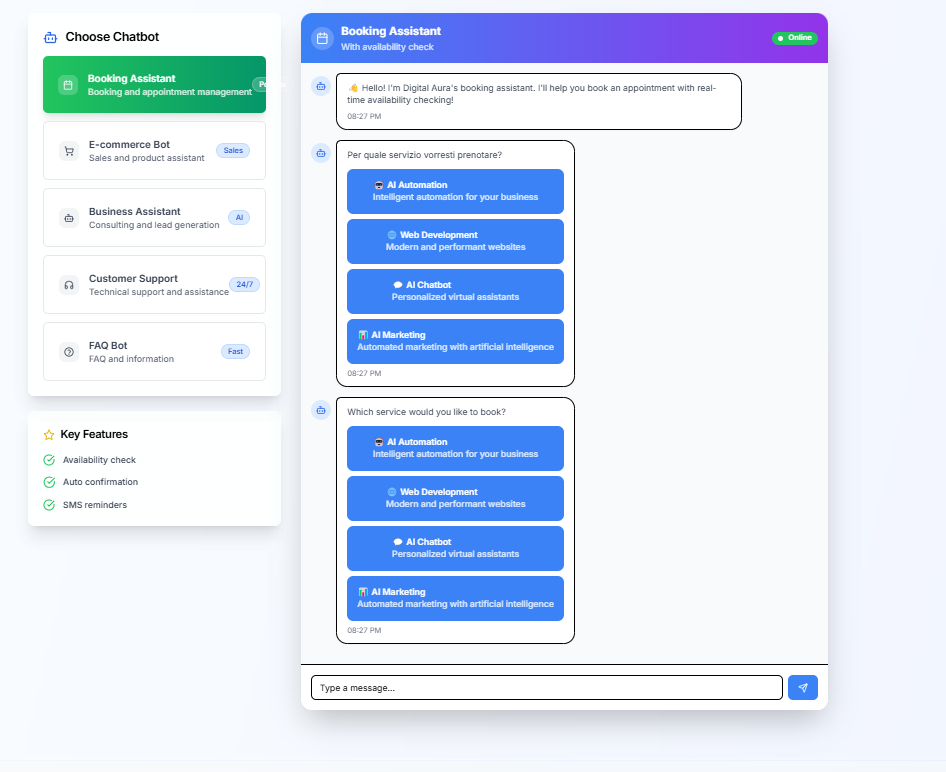 Choose Chatbot
Booking Assistant
Booking and appointment management
E-commerce Bot
Sales and product assistant
Sales
Business Assistant
Consulting and lead generation
AI
Customer Support
Technical support and assistance
24/7
FAQ Bot
FAQ and information
Fast
Key Features
Availability check
Auto confirmation
SMS reminders
Booking Assistant
With availability check
Online
👋 Hello! I'm Digital Aura's booking assistant. I'll help you book an appointment with real-
time availability checking!
08:27 PM
Per quale servizio vorresti prenotare?
AI Automation
Intelligent automation for your business
🌐 Web Development
Modern and performant websites
💬 AI Chatbot
Personalized virtual assistants
📊 AI Marketing
Automated marketing with artificial intelligence
08:27 PM
Which service would you like to book?
AI Automation
Intelligent automation for your business
🌐 Web Development
Modern and performant websites
💬 AI Chatbot
Personalized virtual assistants
📊 AI Marketing
Automated marketing with artificial intelligence
08:27 PM
Type a message...